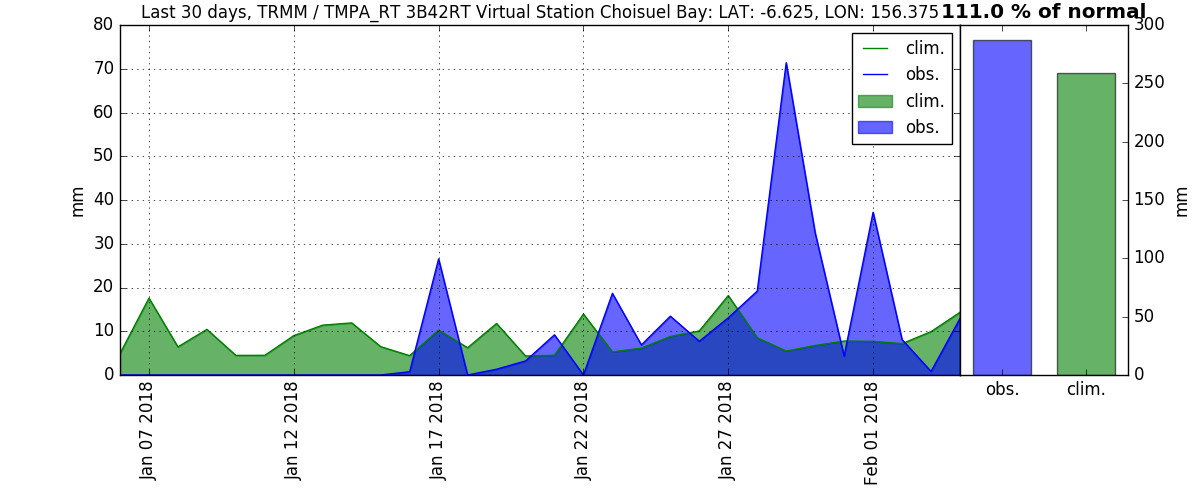 Last 30 days, TRMM / TMPA_RT 3B42RT Virtual Station Choisuel Bay: LAT: -6.625, LON: 156.375
111.0 % of normal
80
70
60
50
40
30
20
10
0
mm
clim.
obs.
clim.
obs.
300
250
200
150
100
50
0
mm
Jan 07 2018
Jan 12 2018
Jan 17 2018
Jan 22 2018
Jan 27 2018
Feb 01 2018
obs.
clim.